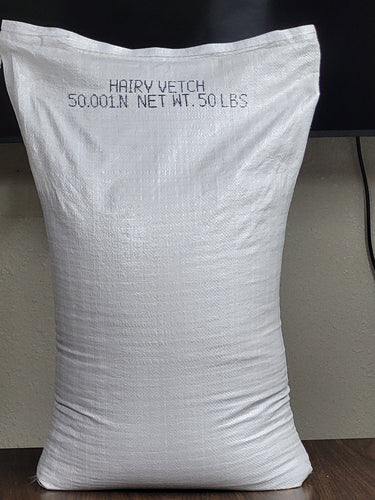 HAIRY VETCH
50.001.N NET WT. 50 LBS